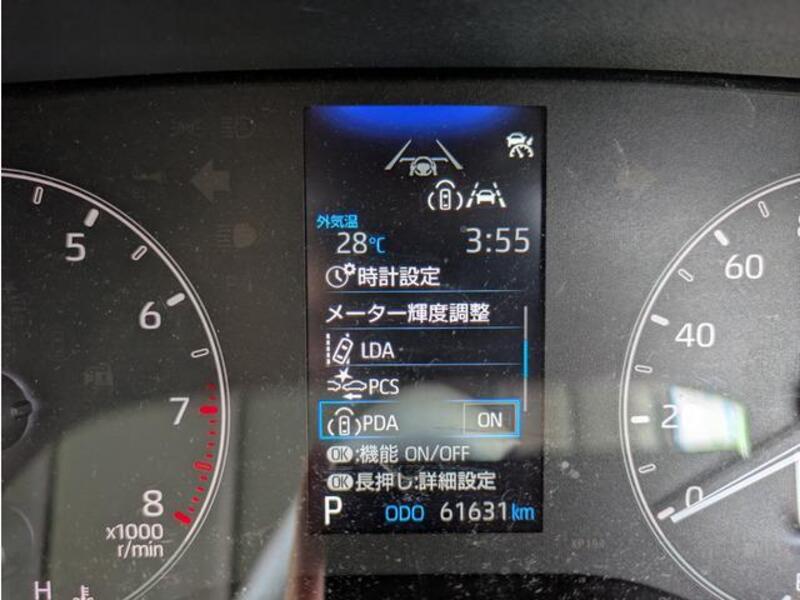 外気温
28℃ 3:55
時計設定
メーター輝度調整
LDA
PCS
PDA ON
OK:機能 ON/OFF
OK長押し:詳細設定
P ODO 61631km
5
6
7
8
x1000
r/min
H
60
40
0